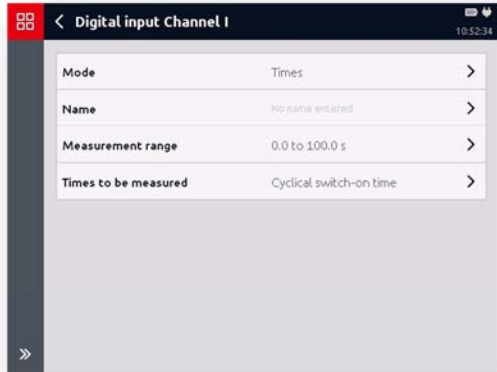 Digital input Channel I
10:52:34
Mode Times
Name No name entered
Measurement range 0.0 to 100.0 s
Times to be measured Cyclical switch-on time